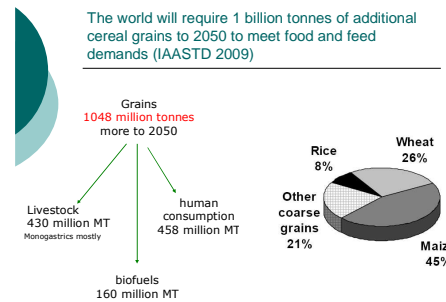 The world will require 1 billion tonnes of additional
cereal grains to 2050 to meet food and feed
demands (IAASTD 2009)
Grains
1048 million tonnes
more to 2050
Livestock
430 million MT
Monogastrics mostly
human
consumption
458 million MT
biofuels
160 million MT
Rice
8%
Wheat
26%
Other
coarse
grains
21%
Maiz
45%